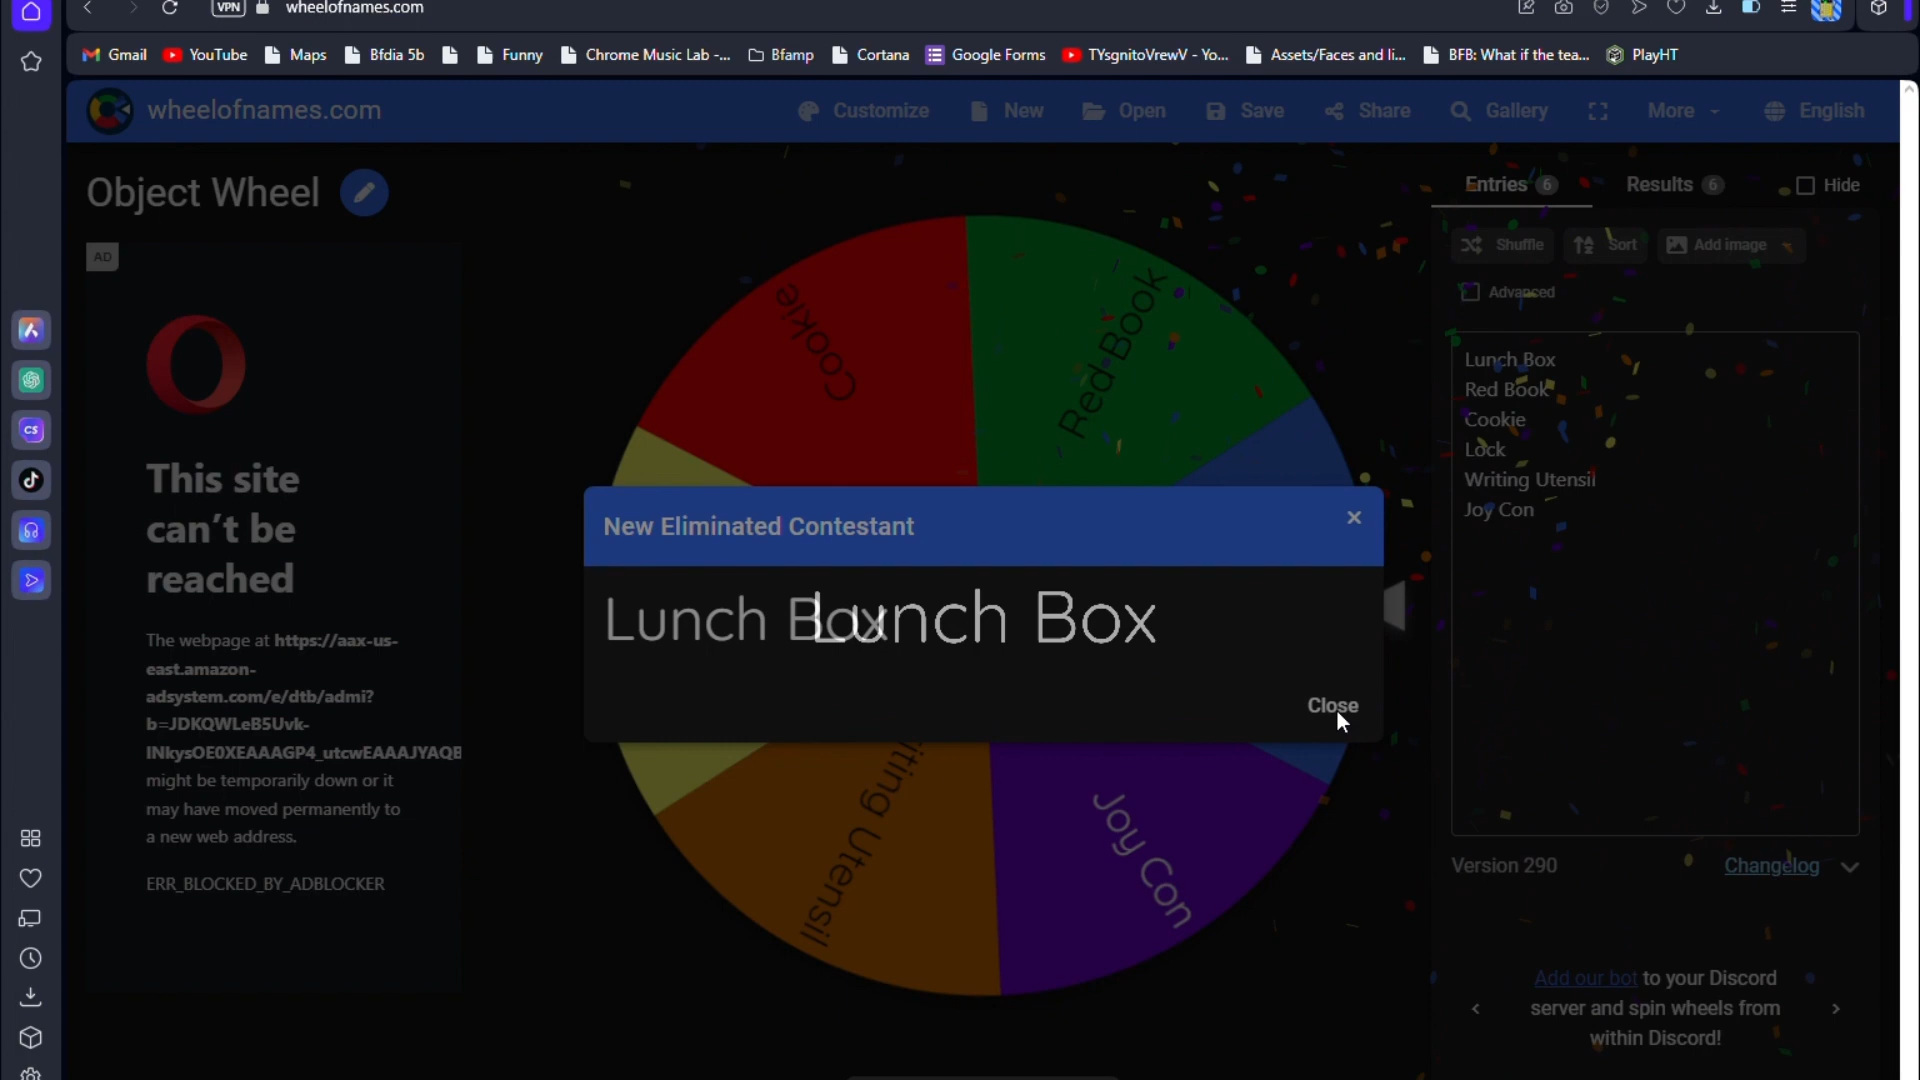 VPN wheelofnames.com
Gmail YouTube Maps Bfdia 5b Funny Chrome Music Lab -... Bfamp Cortana Google Forms TYsgnitoVrewV - Yo... Assets/Faces and li... BFB: What if the tea... PlayHT
wheelofnames.com Customize New Open Save Share Gallery More English
Object Wheel
Entries 6 Results 6 Hide
Shuffle Sort Add image
Advanced
Lunch Box
Red Book
Cookie
Lock
Writing Utensil
Joy Con
AD
This site
can't be
reached
The webpage at https://aax-us-
east.amazon-
adsystem.com/e/dtb/admi?
b=JDKQWLeB5Uvk-
INkysOE0XEAAAGP4_utcwEAAAJYAQB
might be temporarily down or it
may have moved permanently to
a new web address.
ERR_BLOCKED_BY_ADBLOCKER
Cookie
Red Book
New Eliminated Contestant
Lunch Box
Lunch Box
Close
iting Utensil
Joy Con
Version 290 Changelog
Add our bot to your Discord
server and spin wheels from
within Discord!
CS